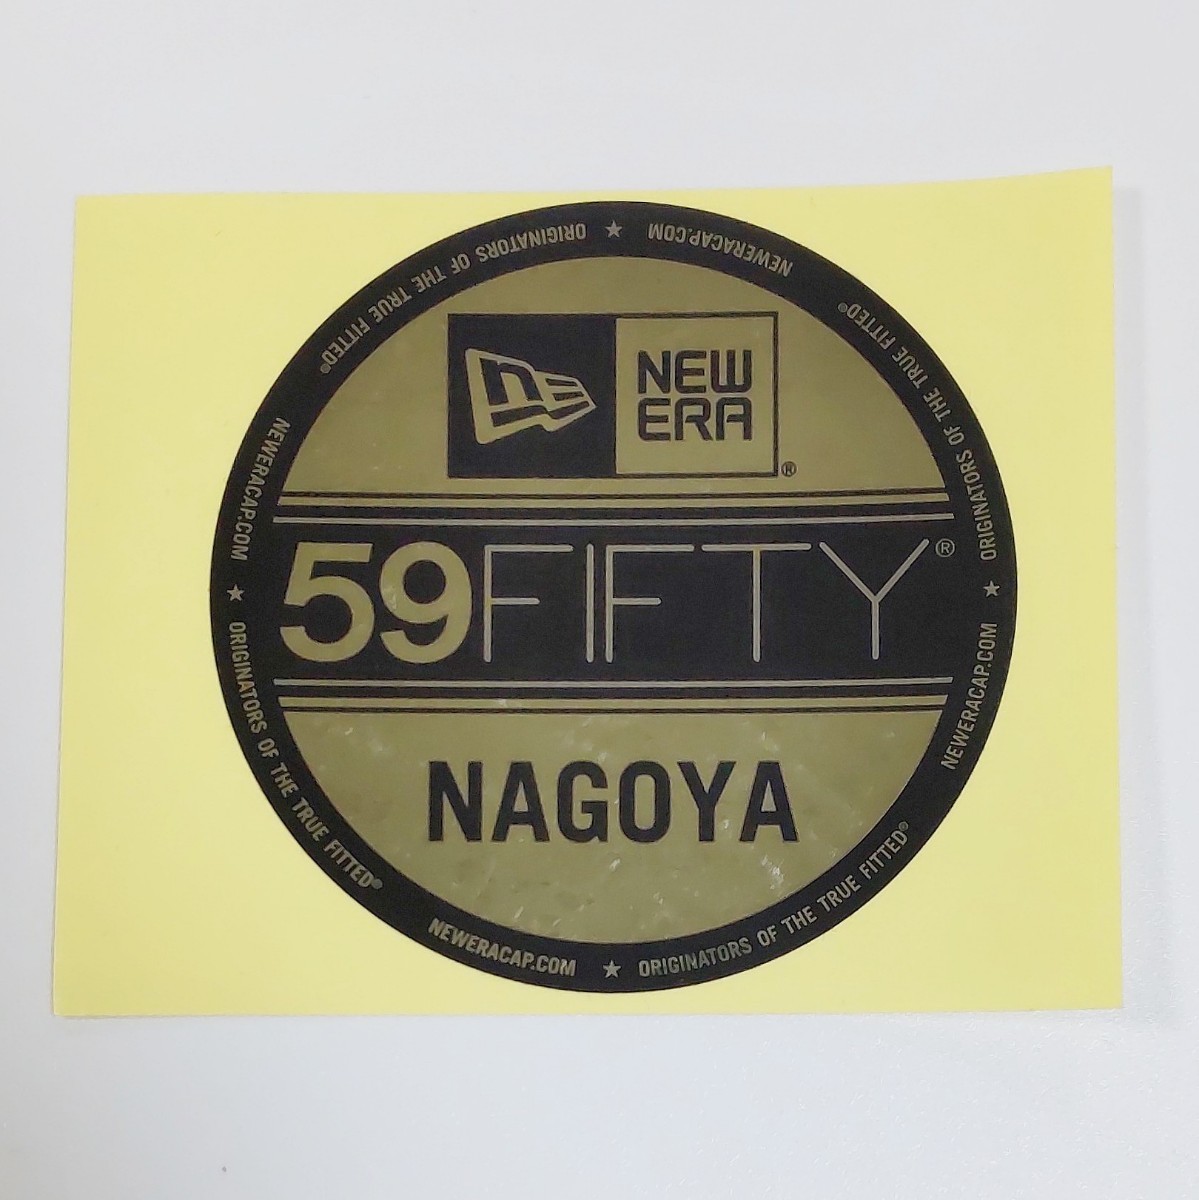 NEW
ERA
®
59FIFTY®
NAGOYA
NEWERACAP.COM ★ ORIGINATORS OF THE TRUE FITTED®
NEWERACAP.COM ★ ORIGINATORS OF THE TRUE FITTED®
NEWERACAP.COM ★ ORIGINATORS OF THE TRUE FITTED®
NEWERACAP.COM ★ ORIGINATORS OF THE TRUE FITTED®